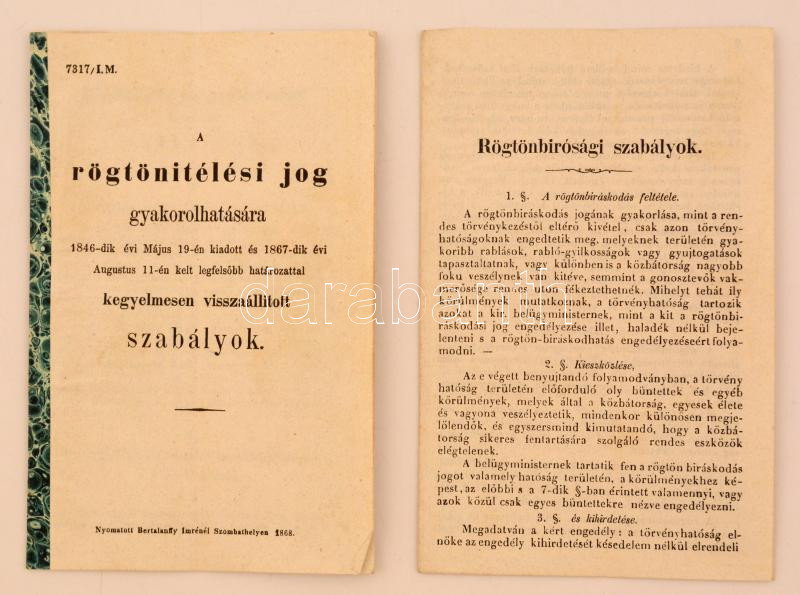 7317/I.M.
A
rögtönitélési jog
gyakorolhatására
1846-dik évi Május 19-én kiadott és 1867-dik évi
Augustus 11-én kelt legfelsőbb határozattal
kegyelmesen visszaállitott
szabályok.
Nyomatott Bertalanffy Imrénél Szombathelyen 1868.
Rögtönbirósági szabályok.
1. §. A rögtönbiráskodás feltétele.
A rögtönbiráskodás jogának gyakorlása, mint a ren-
des törvénykezéstől eltérő kivétel, csak azon törvény-
hatóságoknak engedtetik meg, melyeknek területén gya-
koribb rablások, rabló-gyilkosságok vagy gyujtogatások
tapasztaltatnak, vagy különben is a közbátorság nagyobb
foku veszélynek van kitéve, semmint a gonosztevők vak-
merősége rendes uton fékeztethetnék. Mihelyt tehát ily
körülmények mutatkoznak, a törvényhatóság tartozik
azokat a kir. belügyministernek, mint a kit a rögtönbi-
ráskodási jog engedélyezése illet, haladék nélkül beje-
lenteni s a rögtön-biráskodhatás engedélyezéseért folya-
modni. —
2. §. Kieszközlése,
Az e végett benyujtandó folyamodványban, a törvény
hatóság területén előforduló oly büntettek és egyéb
körülmények, melyek által a közbátorság, egyesek élete
és vagyona veszélyeztetik, mindenkor különösen megje-
lölendők, és egyszersmind kimutatandó, hogy a közbá-
torság sikeres fentartására szolgáló rendes eszközök
elégtelenek.
A belügyministernek tartatik fen a rögtön biráskodás
jogot valamely hatóság területén, a körülményekhez ké-
pest, az előbbi s a 7-dik §-ban érintett valamennyi, vagy
azok közül csak egyes büntettekre nézve engedélyezni.
3. §. és kihirdetése.
Megadatván a kért engedély: a törvényhatóság el-
nöke az engedély kihirdetését késedelem nélkül elrendeli
darabanth